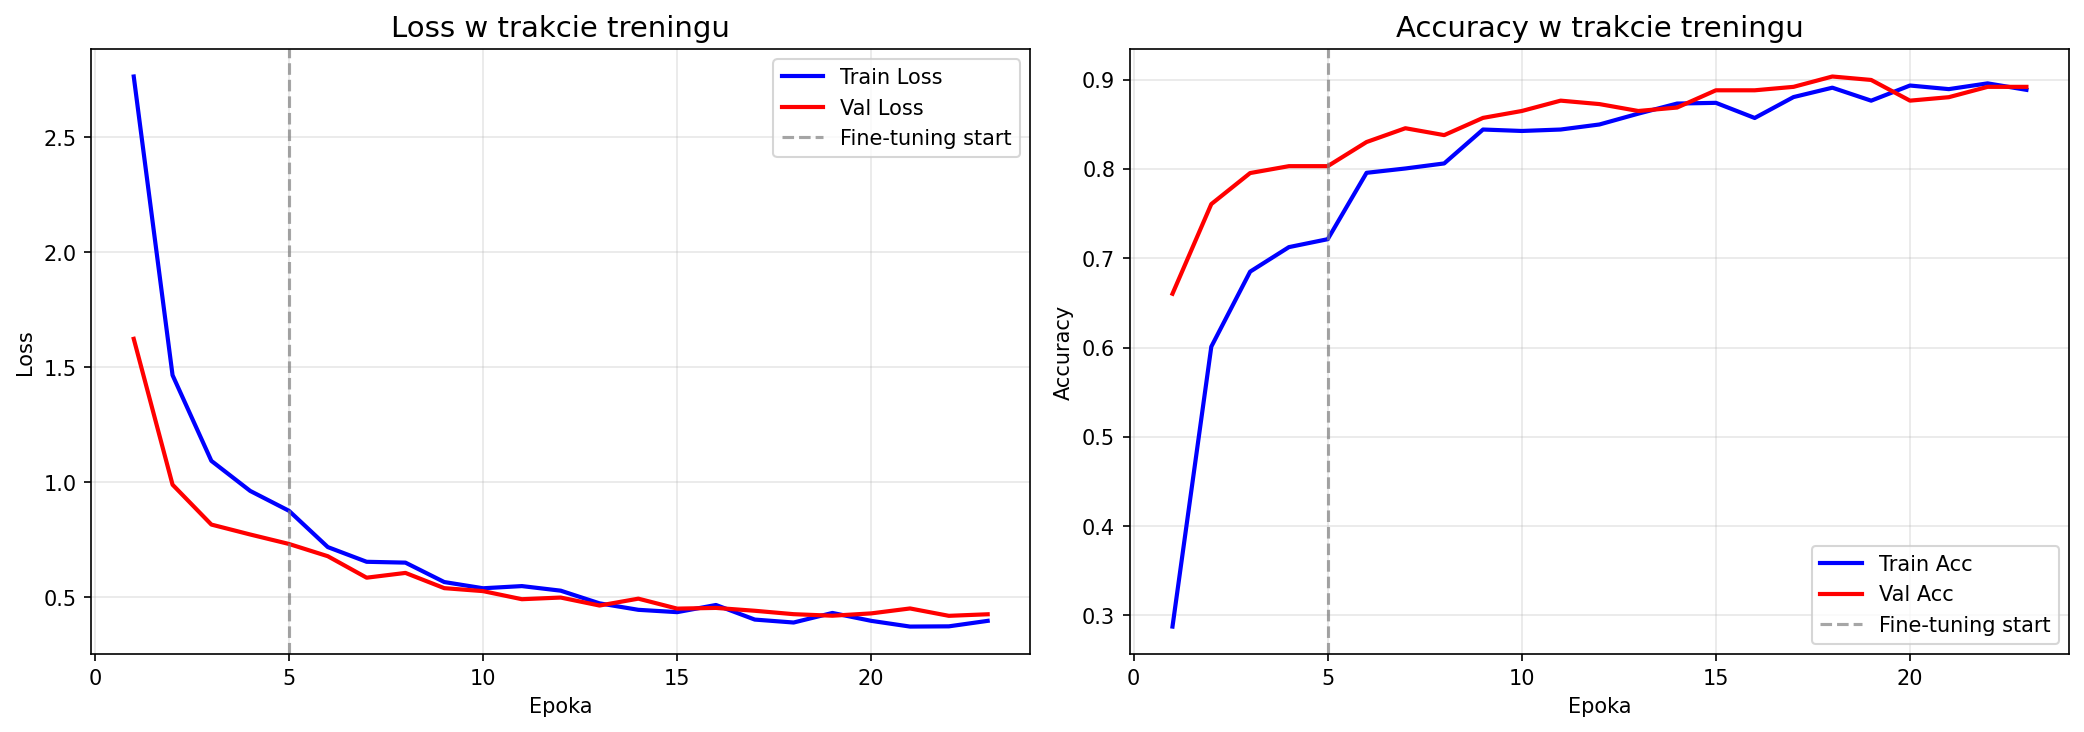 Loss w trakcie treningu
Train Loss
Val Loss
Fine-tuning start
2.5
2.0
1.5
1.0
0.5
Loss
0
5
10
15
20
Epoka
Accuracy w trakcie treningu
0.9
0.8
0.7
0.6
0.5
0.4
0.3
Accuracy
Train Acc
Val Acc
Fine-tuning start
0
5
10
15
20
Epoka